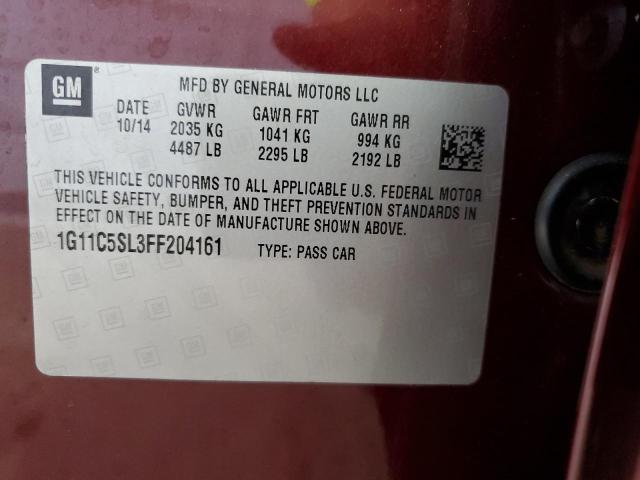 GM ®
MFD BY GENERAL MOTORS LLC
DATE GVWR GAWR FRT GAWR RR
10/14 2035 KG 1041 KG 994 KG
4487 LB 2295 LB 2192 LB
THIS VEHICLE CONFORMS TO ALL APPLICABLE U.S. FEDERAL MOTOR
VEHICLE SAFETY, BUMPER, AND THEFT PREVENTION STANDARDS IN
EFFECT ON THE DATE OF MANUFACTURE SHOWN ABOVE.
1G11C5SL3FF204161 TYPE: PASS CAR